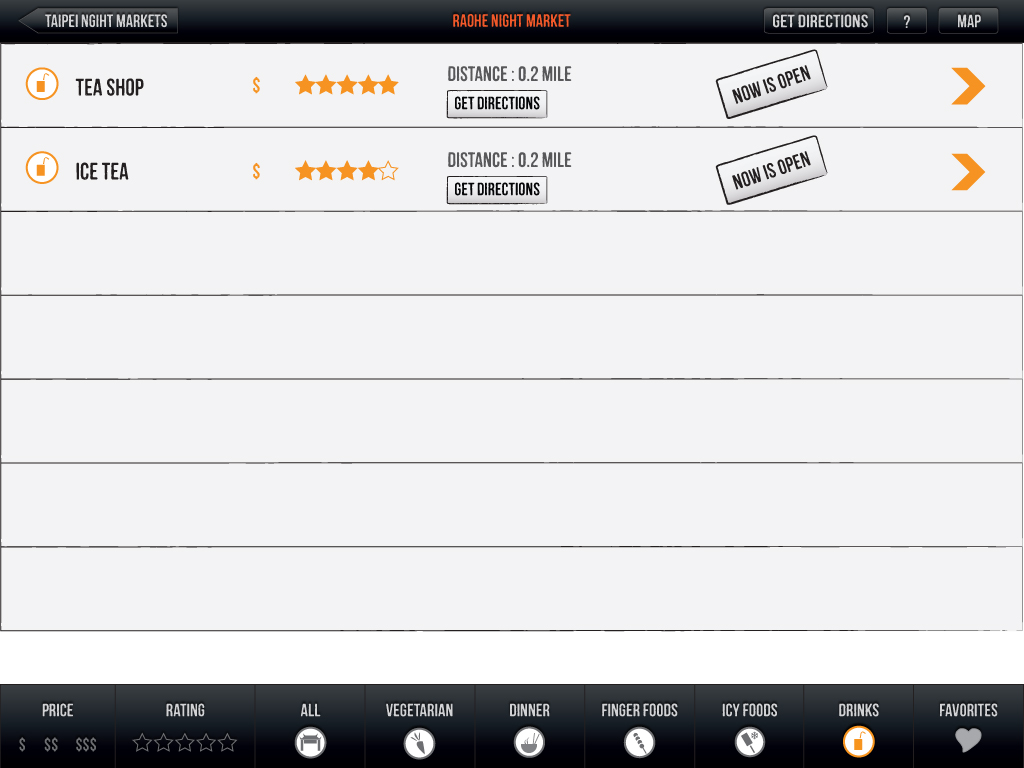 TAIPEI NGIHT MARKETS
RAOHE NIGHT MARKET
GET DIRECTIONS
?
MAP
TEA SHOP
$
DISTANCE : 0.2 MILE
GET DIRECTIONS
NOW IS OPEN
ICE TEA
$
DISTANCE : 0.2 MILE
GET DIRECTIONS
NOW IS OPEN
PRICE
$ $$ $$$
RATING
ALL
VEGETARIAN
DINNER
FINGER FOODS
ICY FOODS
DRINKS
FAVORITES